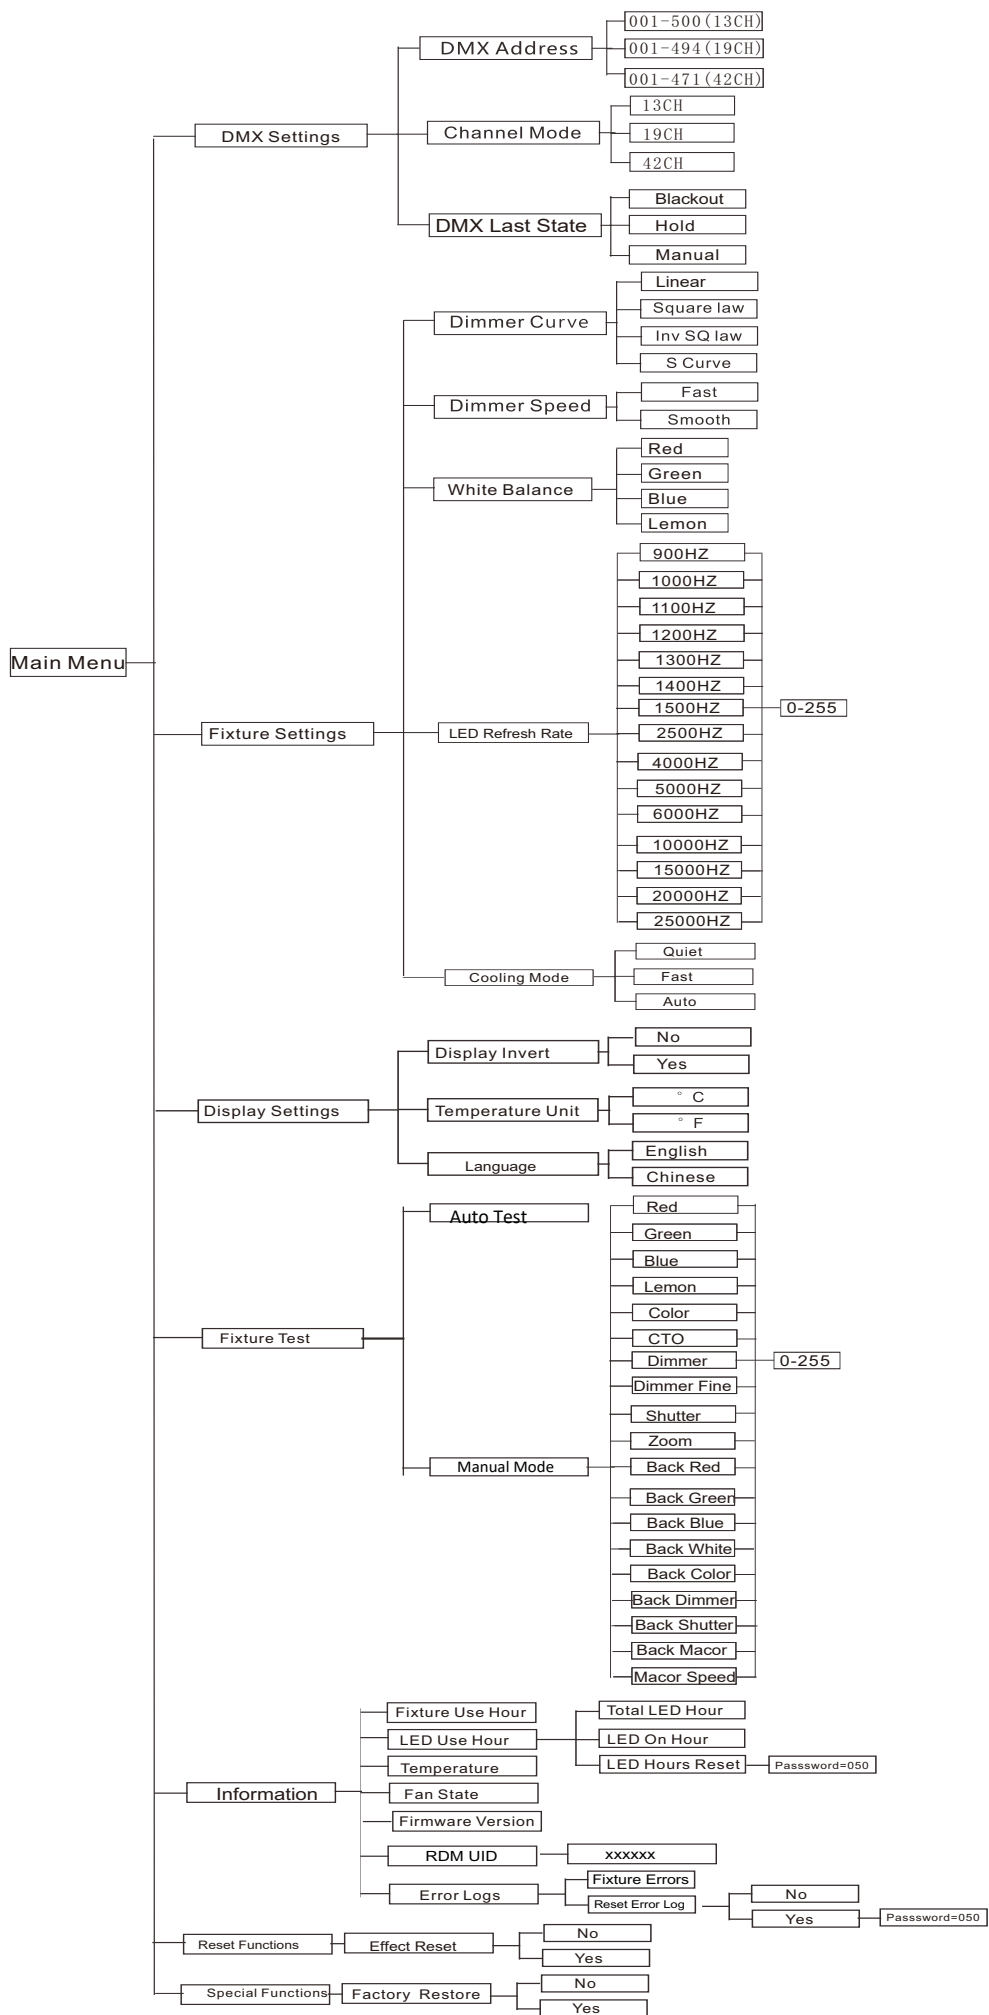 Main Menu
DMX Settings
DMX Address
001-500(13CH)
001-494(19CH)
001-471(42CH)
Channel Mode
13CH
19CH
42CH
DMX Last State
Blackout
Hold
Manual
Fixture Settings
Dimmer Curve
Linear
Square law
Inv SQ law
S Curve
Dimmer Speed
Fast
Smooth
White Balance
Red
Green
Blue
Lemon
LED Refresh Rate
900HZ
1000HZ
1100HZ
1200HZ
1300HZ
1400HZ
1500HZ
2500HZ
4000HZ
5000HZ
6000HZ
10000HZ
15000HZ
20000HZ
25000HZ
0-255
Cooling Mode
Quiet
Fast
Auto
Display Settings
Display Invert
No
Yes
Temperature Unit
° C
° F
Language
English
Chinese
Fixture Test
Auto Test
Manual Mode
Red
Green
Blue
Lemon
Color
CTO
Dimmer
Dimmer Fine
Shutter
Zoom
Back Red
Back Green
Back Blue
Back White
Back Color
Back Dimmer
Back Shutter
Back Macor
Macor Speed
0-255
Information
Fixture Use Hour
LED Use Hour
Total LED Hour
LED On Hour
LED Hours Reset
Passsword=050
Temperature
Fan State
Firmware Version
RDM UID
xxxxxx
Error Logs
Fixture Errors
Reset Error Log
No
Yes
Passsword=050
Reset Functions
Effect Reset
No
Yes
Special Functions
Factory Restore
No
Yes